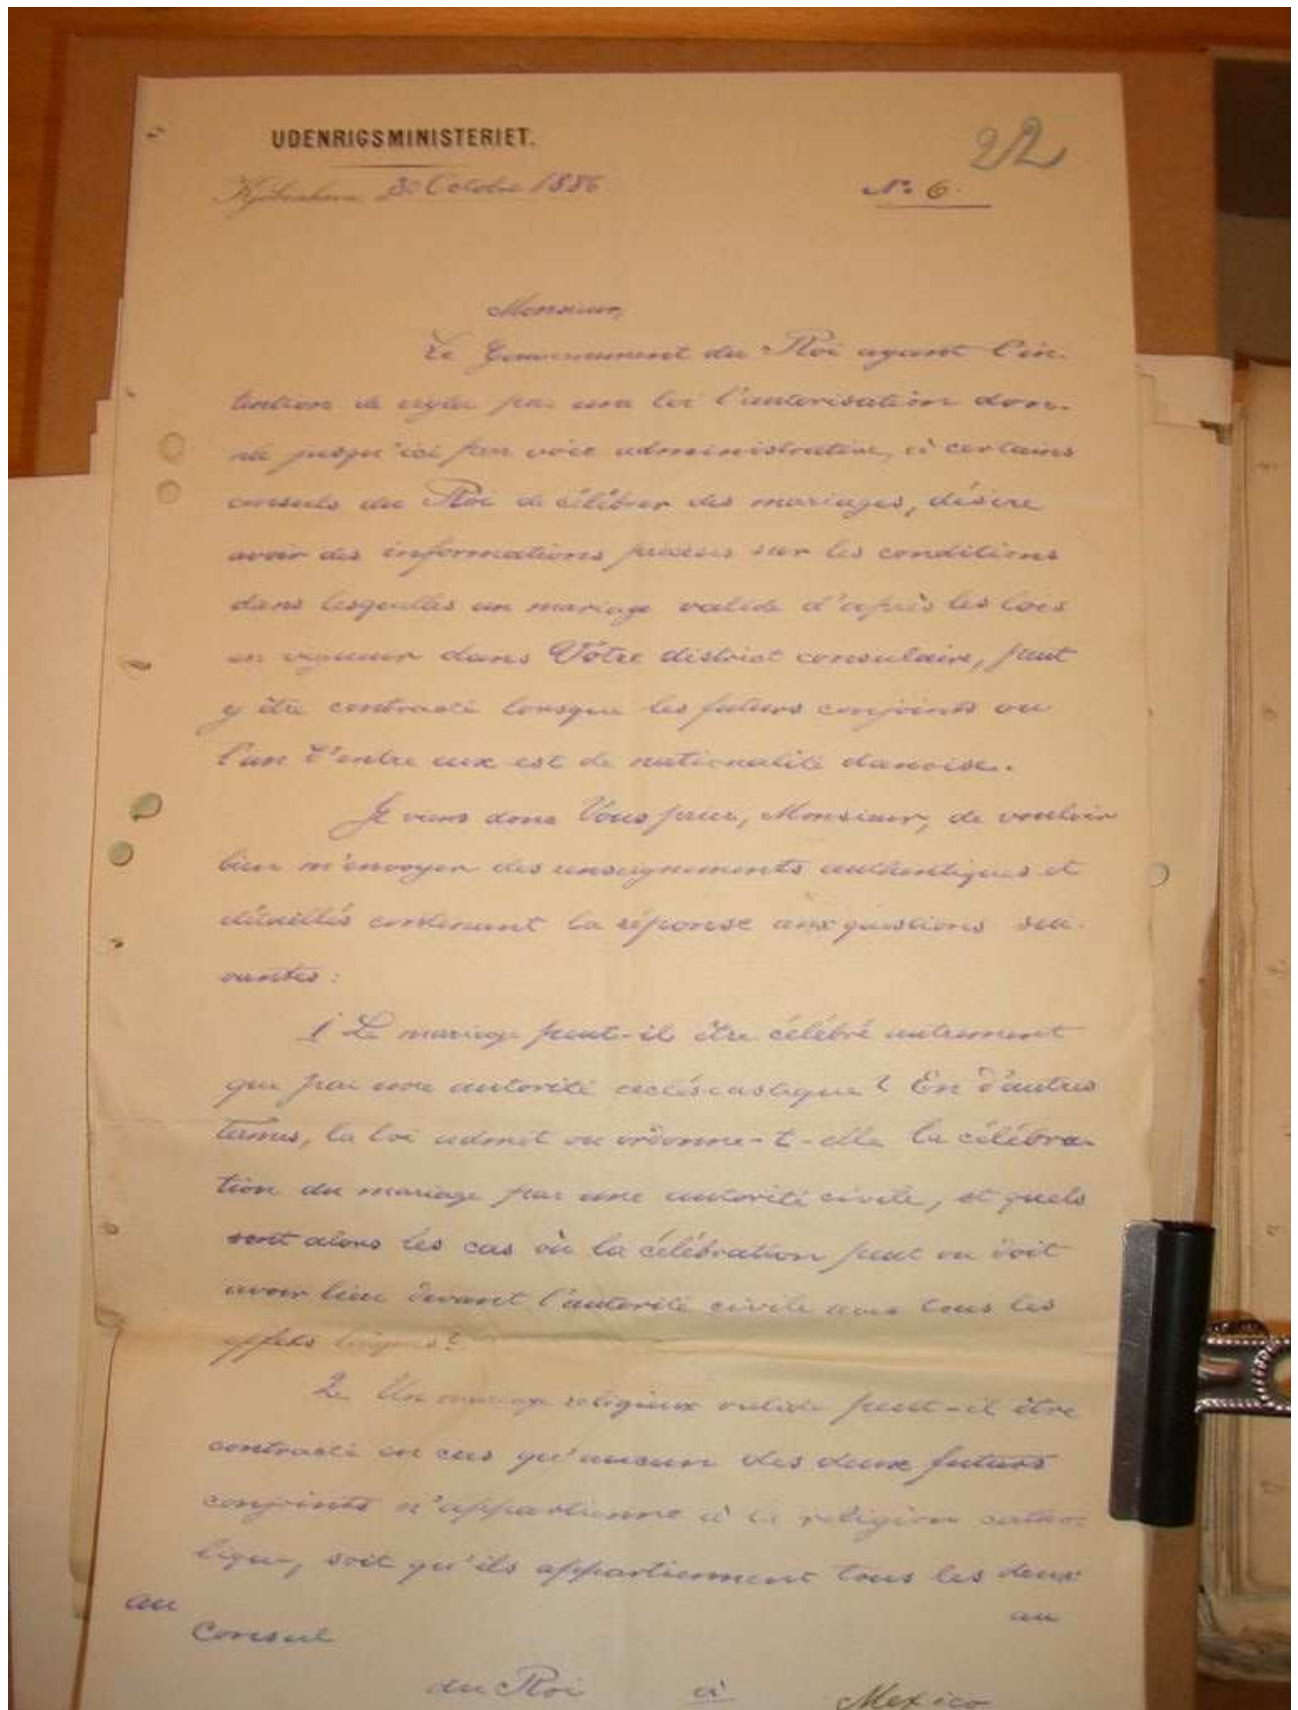 UDENRIGSMINISTERIET.
22
Kjøbenhavn, 30 Octobre 1886
No. 6.
Monsieur,
Le Gouvernement du Roi ayant l'in-
tention de régler par une loi l'autorisation don-
née jusqu'ici par voie administrative, à certains
consuls du Roi de célébrer des mariages, désire
avoir des informations précises sur les conditions
dans lesquelles un mariage valide d'après les lois
en vigueur dans Votre district consulaire, peut
y être contracté lorsque les futurs conjoints ou
l'un d'entre eux est de nationalité danoise.
Je viens donc Vous prier, Monsieur, de vouloir
bien m'envoyer des renseignements authentiques et
détaillés contenant la réponse aux questions sui-
vantes:
1 Le mariage peut-il être célébré autrement
que par une autorité ecclésiastique? En d'autres
termes, la loi admet ou ordonne-t-elle la célébra-
tion du mariage par une autorité civile, et quels
sont alors les cas où la célébration peut ou doit
avoir lieu devant l'autorité civile avec tous les
effets légaux?
2 Un mariage religieux valide peut-il être
contracté en cas qu'aucun des deux futurs
conjoints n'appartienne à la religion catho-
lique, soit qu'ils appartiennent tous les deux
au
au
Consul
du Roi à Mexico